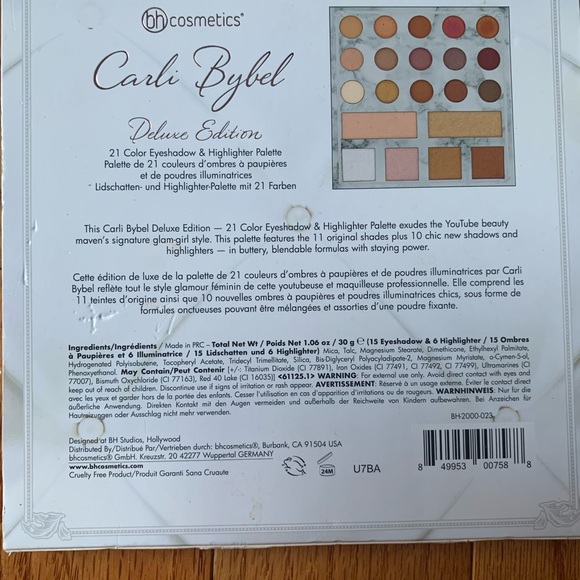 bh cosmetics®
Carli Bybel
Deluxe Edition
21 Color Eyeshadow & Highlighter Palette
Palette de 21 couleurs d'ombres à paupières
et de poudres illuminatrices
Lidschatten- und Highlighter-Palette mit 21 Farben
This Carli Bybel Deluxe Edition — 21 Color Eyeshadow & Highlighter Palette exudes the YouTube beauty
maven's signature glam-girl style. This palette features the 11 original shades plus 10 chic new shadows and
highlighters — in buttery, blendable formulas with staying power.
Cette édition de luxe de la palette de 21 couleurs d'ombres à paupières et de poudres illuminatrices par Carli
Bybel reflète tout le style glamour féminin de cette youtubeuse et maquilleuse professionnelle. Elle comprend les
11 teintes d'origine ainsi que 10 nouvelles ombres à paupières et poudres illuminatrices chics, sous forme de
formules onctueuses pouvant être mélangées et assorties d'une poudre fixante.
Ingredients/Ingrédients / Made in PRC – Total Net Wt / Poids Net 1.06 oz / 30 g ℮ (15 Eyeshadow & 6 Highlighter / 15 Ombres
à Paupières et 6 Illuminatrice / 15 Lidschatten und 6 Highlighter) Mica, Talc, Magnesium Stearate, Dimethicone, Ethylhexyl Palmitate,
Hydrogenated Polyisobutene, Tocopheryl Acetate, Tridecyl Trimellitate, Silica, Bis-Diglyceryl Polyacyladipate-2, Magnesium Myristate, o-Cymen-5-ol,
Phenoxyethanol. May Contain/Peut Contenir [+/-: Titanium Dioxide (CI 77891), Iron Oxides (CI 77491, CI 77492, CI 77499), Ultramarines (CI
77007), Bismuth Oxychloride (CI 77163), Red 40 Lake (CI 16035)] <61125.1> WARNING: For external use only. Avoid direct contact with eyes and
keep out of reach of children. Discontinue use if signs of irritation or rash appear. AVERTISSEMENT: Réservé à un usage externe. Éviter le contact direct
avec les yeux et garder hors de la portée des enfants. Cesser l'utilisation en cas d'apparition d'irritations ou de rougeurs. WARNHINWEIS: Nur für die
äußerliche Anwendung. Direkten Kontakt mit den Augen vermeiden und außerhalb der Reichweite von Kindern aufbewahren. Bei Anzeichen für
Hautreizungen oder Ausschlag nicht mehr verwenden.
BH-2000-023
Designed at BH Studios, Hollywood
Distributed By/Distribué Par/Vertrieben durch: bhcosmetics®, Burbank, CA 91504 USA
bhcosmetics® GmbH. Kreuzstr. 20 42277 Wuppertal GERMANY
www.bhcosmetics.com
Cruelty Free Product/Produit Garanti Sans Cruauté
24M
U7BA
8 49953 00758 8